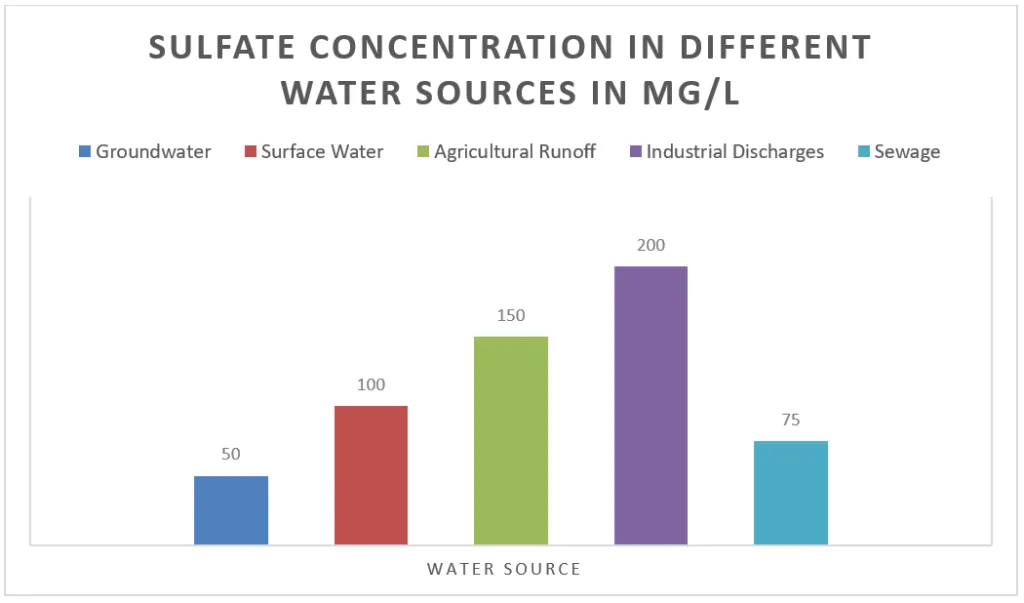 SULFATE CONCENTRATION IN DIFFERENT
WATER SOURCES IN MG/L
Groundwater Surface Water Agricultural Runoff Industrial Discharges Sewage
200
150
100
75
50
WATER SOURCE